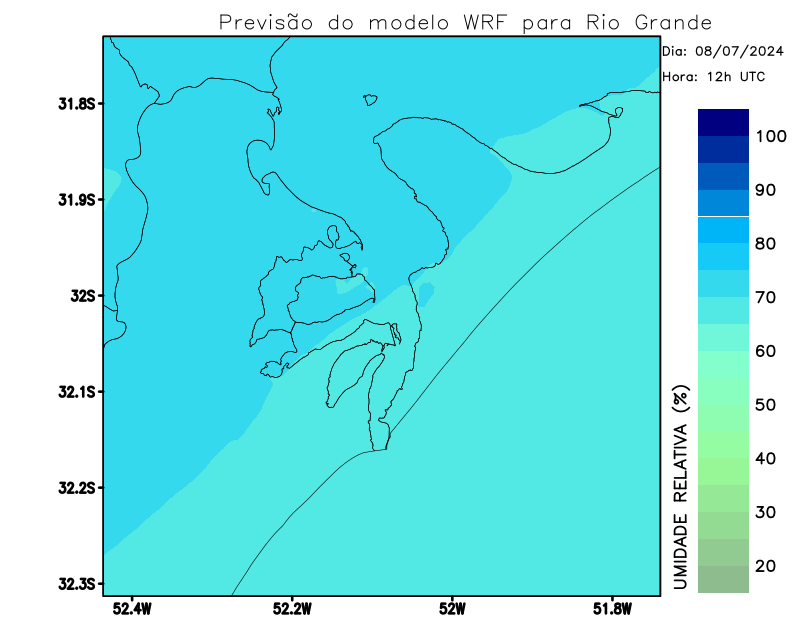 Previsão do modelo WRF para Rio Grande
Dia: 08/07/2024
Hora: 12h UTC
31.8S
31.9S
32S
32.1S
32.2S
32.3S
52.4W
52.2W
52W
51.8W
100
90
80
70
60
50
40
30
20
UMIDADE RELATIVA (%)